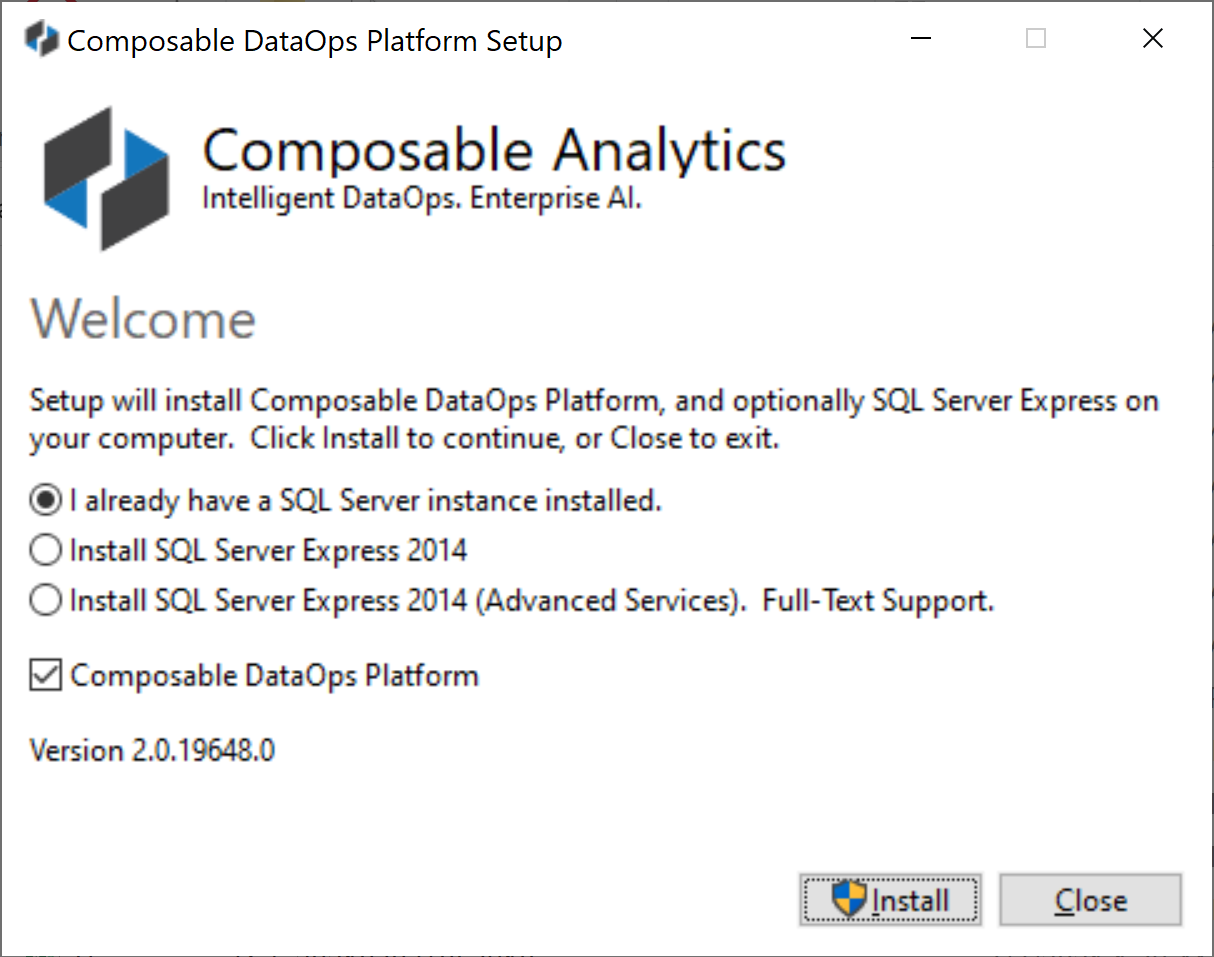 Composable DataOps Platform Setup
Composable Analytics
Intelligent DataOps. Enterprise AI.
Welcome
Setup will install Composable DataOps Platform, and optionally SQL Server Express on
your computer.  Click Install to continue, or Close to exit.
I already have a SQL Server instance installed.
Install SQL Server Express 2014
Install SQL Server Express 2014 (Advanced Services).  Full-Text Support.
Composable DataOps Platform
Version 2.0.19648.0
Install
Close